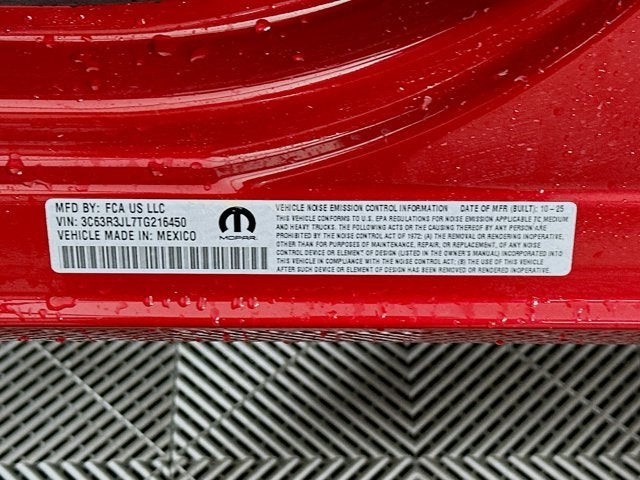 MFD BY: FCA US LLC
VIN: 3C63R3JL7TG216450
VEHICLE MADE IN: MEXICO
MOPAR
VEHICLE NOISE EMISSION CONTROL INFORMATION DATE OF MFR (BUILT): 10-25
THIS VEHICLE CONFORMS TO U.S. EPA REGULATIONS FOR NOISE EMISSION APPLICABLE TO MEDIUM
AND HEAVY TRUCKS. THE FOLLOWING ACTS OR THE CAUSING THEREOF BY ANY PERSON ARE
PROHIBITED BY THE NOISE CONTROL ACT OF 1972: (A) THE REMOVAL OR RENDERING INOPERATIVE,
OTHER THAN FOR PURPOSES OF MAINTENANCE, REPAIR, OR REPLACEMENT, OF ANY NOISE
CONTROL DEVICE OR ELEMENT OF DESIGN (LISTED IN THE OWNER'S MANUAL) INCORPORATED INTO
THIS VEHICLE IN COMPLIANCE WITH THE NOISE CONTROL ACT; (B) THE USE OF THIS VEHICLE
AFTER SUCH DEVICE OR ELEMENT OF DESIGN HAS BEEN REMOVED OR RENDERED INOPERATIVE.